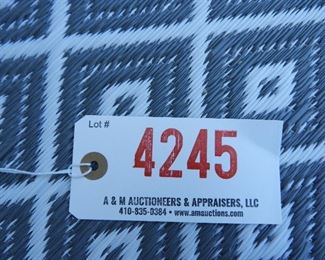 Lot #
4245
A & M AUCTIONEERS & APPRAISERS, LLC
410-835-0384 • www.amauctions.com